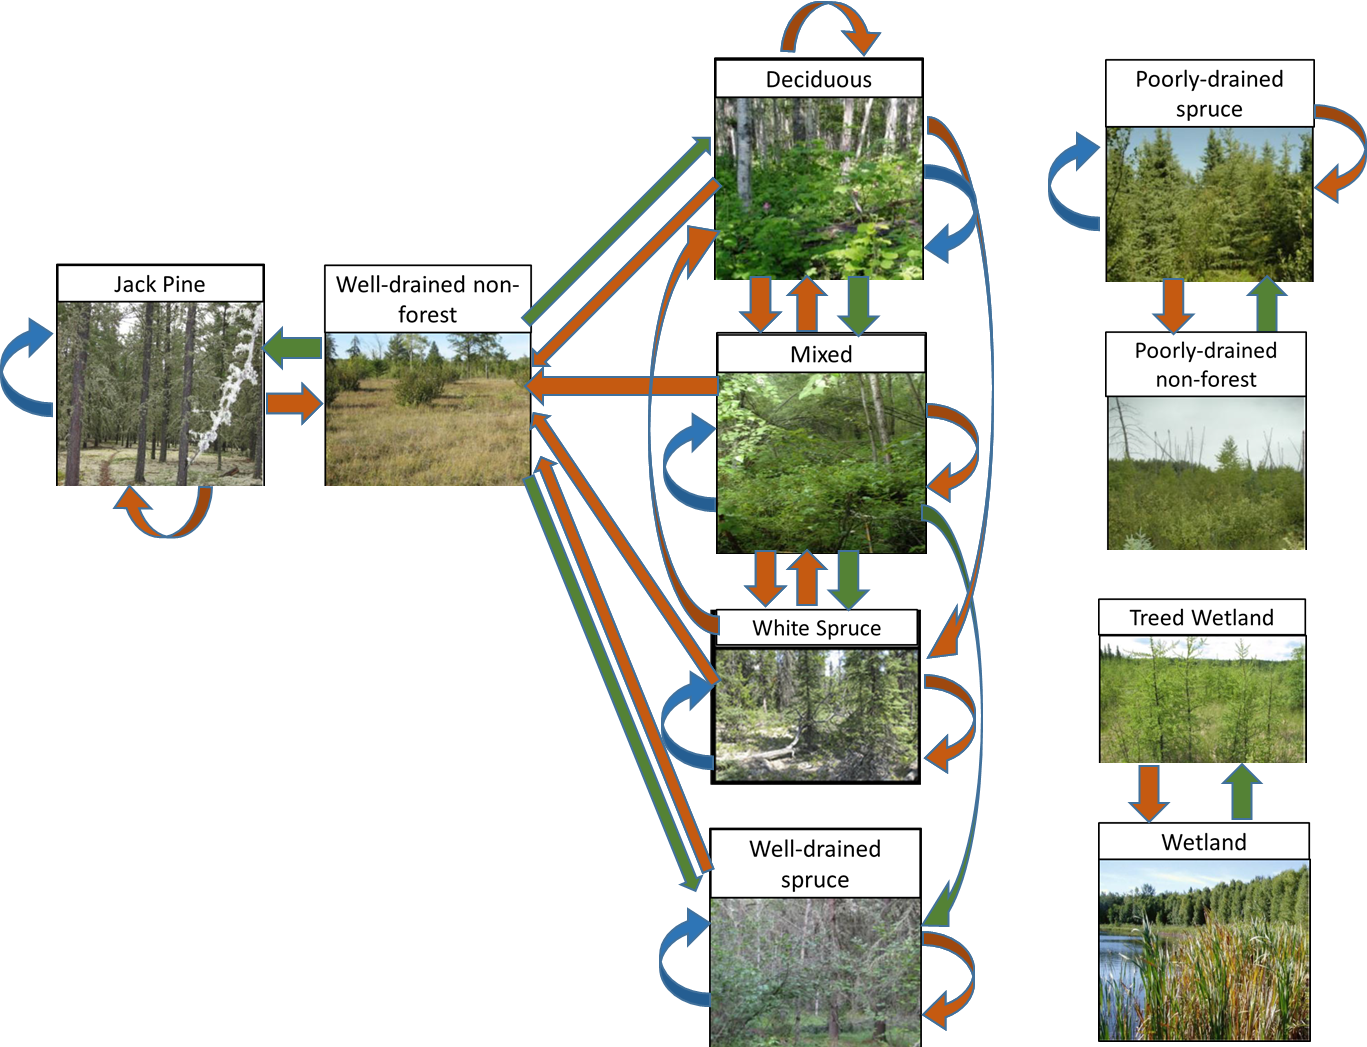 Deciduous
Poorly-drained
spruce
Jack Pine
Well-drained non-
forest
Mixed
Poorly-drained
non-forest
White Spruce
Treed Wetland
Well-drained
spruce
Wetland